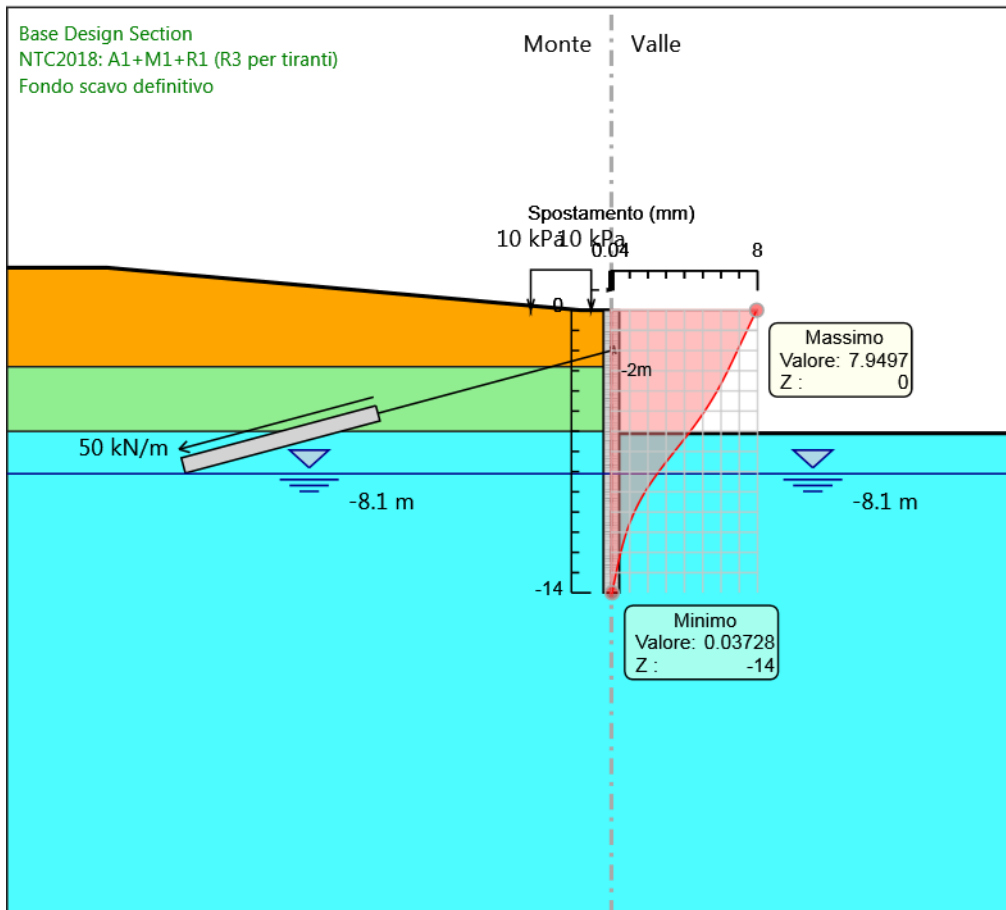 Base Design Section
NTC2018: A1+M1+R1 (R3 per tiranti)
Fondo scavo definitivo
Monte
Valle
Spostamento (mm)
10 kPa
10 kPa
0.04
8
0
Massimo
Valore: 7.9497
Z : 0
-2m
50 kN/m
-8.1 m
-8.1 m
-14
Minimo
Valore: 0.03728
Z : -14